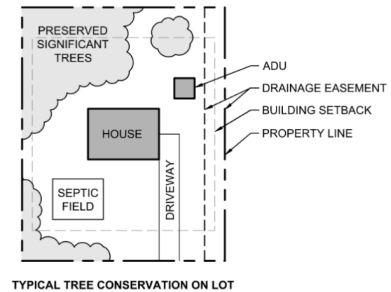 PRESERVED
SIGNIFICANT
TREES
ADU
DRAINAGE EASEMENT
BUILDING SETBACK
PROPERTY LINE
HOUSE
DRIVEWAY
SEPTIC
FIELD
TYPICAL TREE CONSERVATION ON LOT